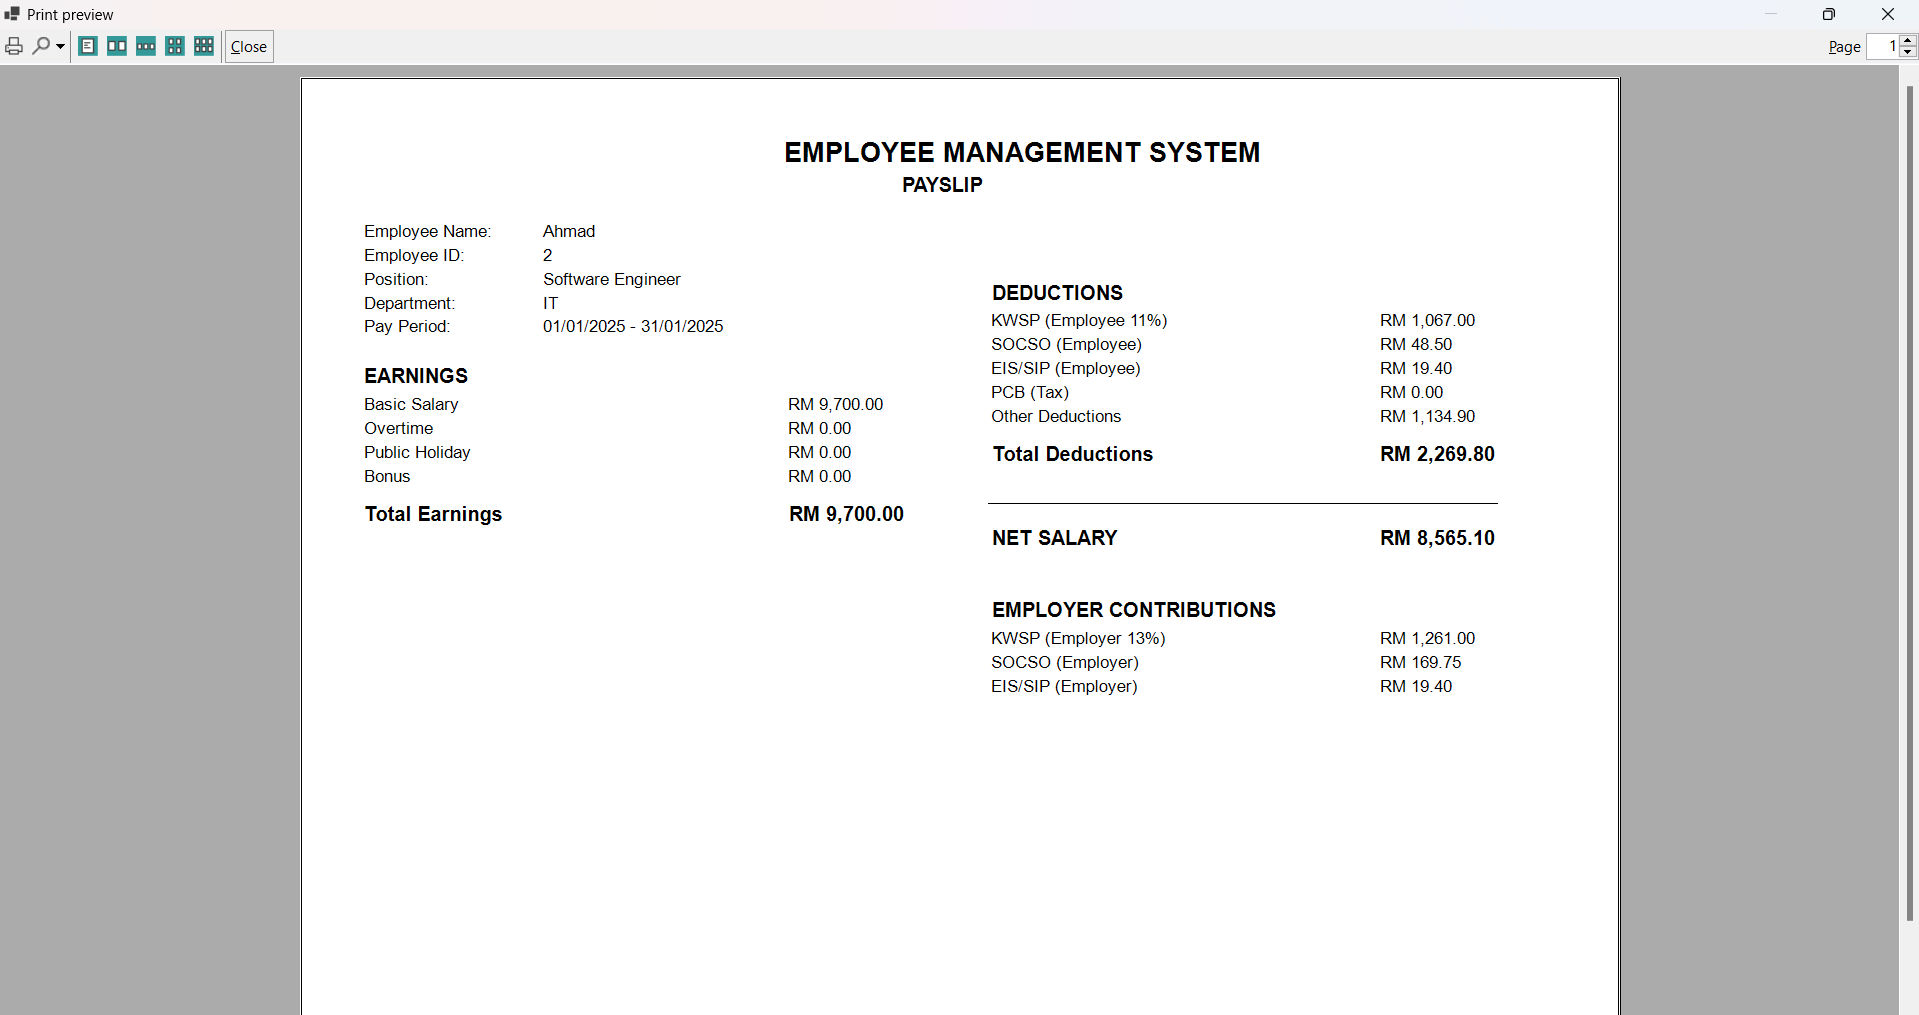 Print preview
Close
Page 1
EMPLOYEE MANAGEMENT SYSTEM
PAYSLIP
Employee Name: Ahmad
Employee ID: 2
Position: Software Engineer
Department: IT
Pay Period: 01/01/2025 - 31/01/2025
EARNINGS
Basic Salary RM 9,700.00
Overtime RM 0.00
Public Holiday RM 0.00
Bonus RM 0.00
Total Earnings RM 9,700.00
DEDUCTIONS
KWSP (Employee 11%) RM 1,067.00
SOCSO (Employee) RM 48.50
EIS/SIP (Employee) RM 19.40
PCB (Tax) RM 0.00
Other Deductions RM 1,134.90
Total Deductions RM 2,269.80
NET SALARY RM 8,565.10
EMPLOYER CONTRIBUTIONS
KWSP (Employer 13%) RM 1,261.00
SOCSO (Employer) RM 169.75
EIS/SIP (Employer) RM 19.40